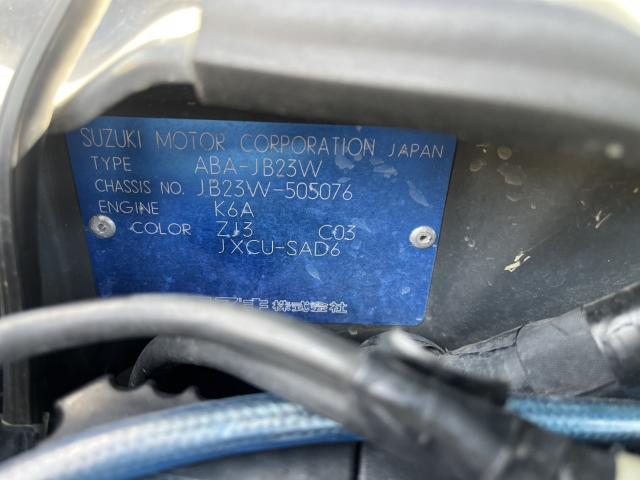 SUZUKI MOTOR CORPORATION JAPAN
TYPE ABA-JB23W
CHASSIS NO. JB23W-505076
ENGINE K6A
COLOR ZJ3 C03
JXCU-SAD6
株式会社